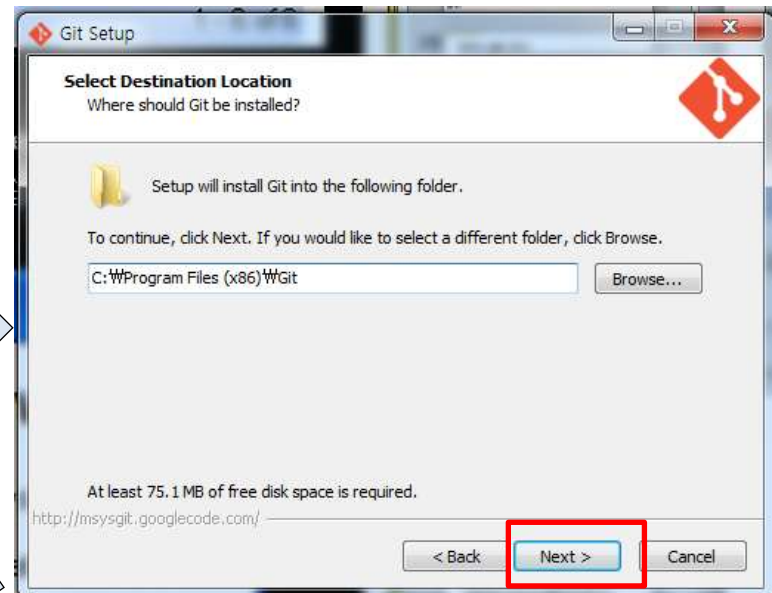 Git Setup
Select Destination Location
Where should Git be installed?
Setup will install Git into the following folder.
To continue, click Next. If you would like to select a different folder, click Browse.
C:₩Program Files (x86)₩Git
Browse...
At least 75.1 MB of free disk space is required.
http://msysgit.googlecode.com/
< Back
Next >
Cancel